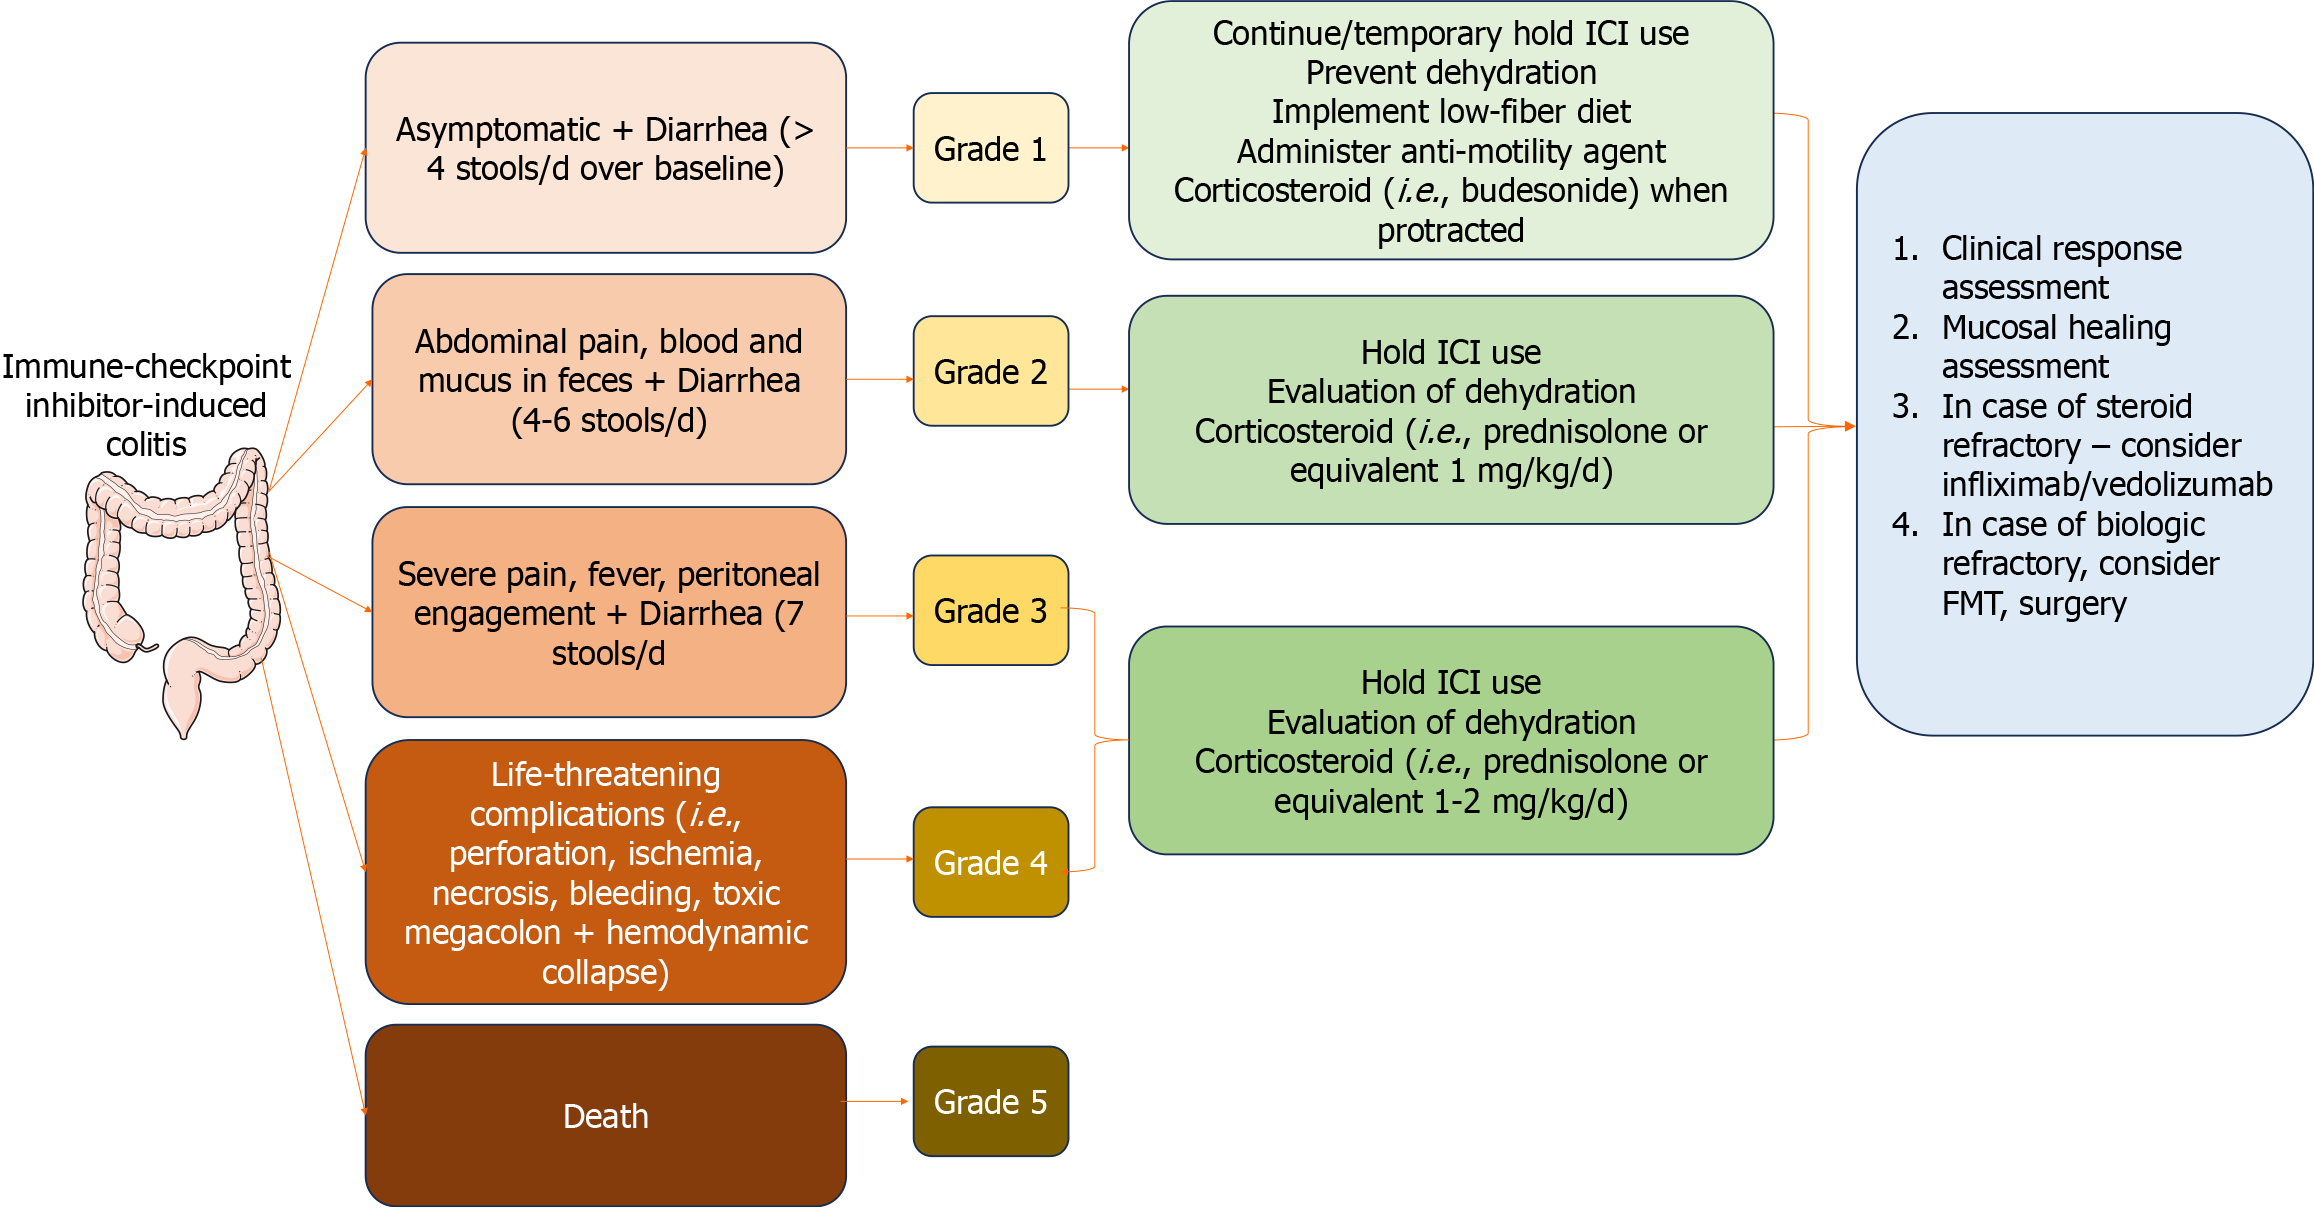 Immune-checkpoint
inhibitor-induced
colitis
Asymptomatic + Diarrhea (>
4 stools/d over baseline)
Grade 1
Continue/temporary hold ICI use
Prevent dehydration
Implement low-fiber diet
Administer anti-motility agent
Corticosteroid (i.e., budesonide) when
protracted
Abdominal pain, blood and
mucus in feces + Diarrhea
(4-6 stools/d)
Grade 2
Hold ICI use
Evaluation of dehydration
Corticosteroid (i.e., prednisolone or
equivalent 1 mg/kg/d)
Severe pain, fever, peritoneal
engagement + Diarrhea (7
stools/d
Grade 3
Life-threatening
complications (i.e.,
perforation, ischemia,
necrosis, bleeding, toxic
megacolon + hemodynamic
collapse)
Grade 4
Hold ICI use
Evaluation of dehydration
Corticosteroid (i.e., prednisolone or
equivalent 1-2 mg/kg/d)
Death
Grade 5
1. Clinical response
assessment
2. Mucosal healing
assessment
3. In case of steroid
refractory – consider
infliximab/vedolizumab
4. In case of biologic
refractory, consider
FMT, surgery